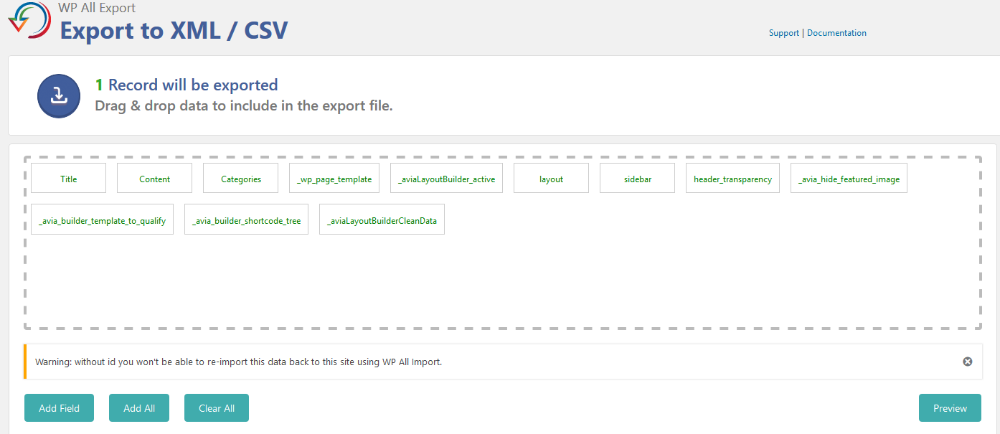 WP All Export
Export to XML / CSV
Support | Documentation
1 Record will be exported
Drag & drop data to include in the export file.
Title Content Categories _wp_page_template _aviaLayoutBuilder_active layout sidebar header_transparency _avia_hide_featured_image
_avia_builder_template_to_qualify _avia_builder_shortcode_tree _aviaLayoutBuilderCleanData
Warning: without id you won't be able to re-import this data back to this site using WP All Import.
Add Field Add All Clear All Preview